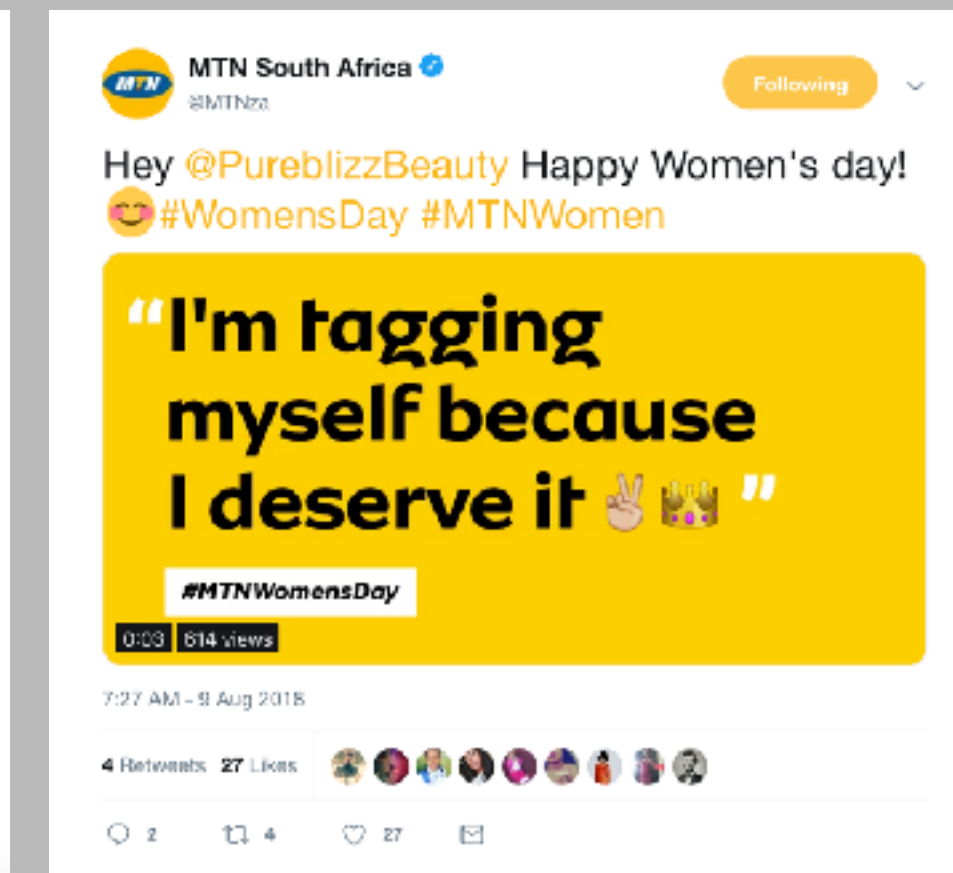 MTN
MTN South Africa
@MTNza
Following
Hey @PureblizzBeauty Happy Women's day!
😊#WomensDay #MTNWomen
“I'm tagging
myself because
I deserve it ✌🏼👑”
#MTNWomensDay
0:03 614 views
7:27 AM - 9 Aug 2018
4 Retweets 27 Likes
2 4 27